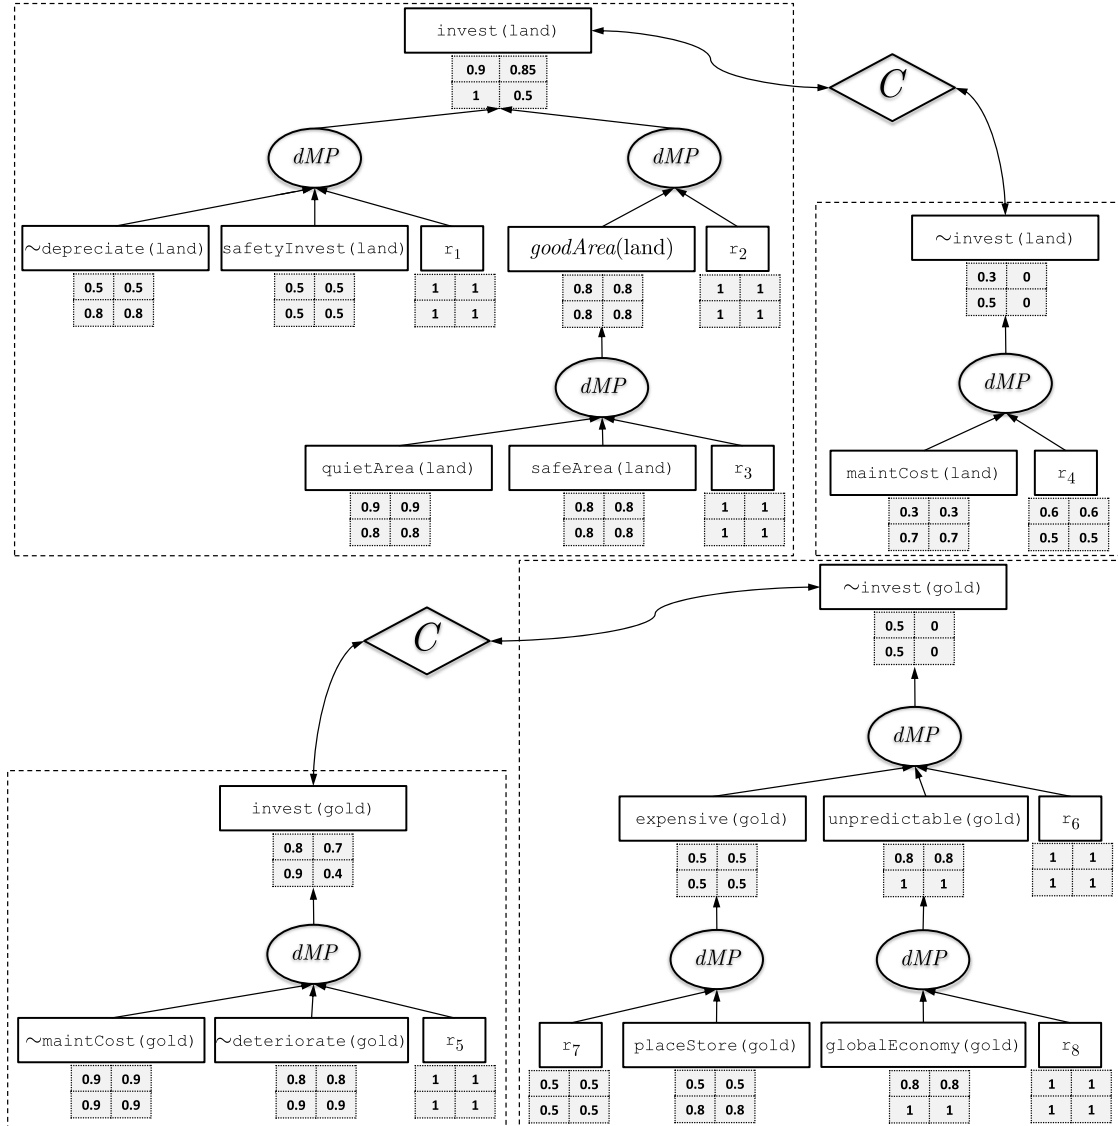 invest(land)
0.9 0.85
1 0.5
C
dMP dMP
~depreciate(land) safetyInvest(land) r1 goodArea(land) r2
0.5 0.5 0.5 0.5 1 1 0.8 0.8 1 1
0.8 0.8 0.5 0.5 1 1 0.8 0.8 1 1
~invest(land)
0.3 0
0.5 0
dMP
dMP
quietArea(land) safeArea(land) r3
0.9 0.9 0.8 0.8 1 1
0.8 0.8 0.8 0.8 1 1
maintCost(land) r4
0.3 0.3 0.6 0.6
0.7 0.7 0.5 0.5
~invest(gold)
0.5 0
0.5 0
C
dMP
invest(gold)
0.8 0.7
0.9 0.4
expensive(gold) unpredictable(gold) r6
0.5 0.5 0.8 0.8 1 1
0.5 0.5 1 1 1 1
dMP
dMP dMP
~maintCost(gold) ~deteriorate(gold) r5
0.9 0.9 0.8 0.8 1 1
0.9 0.9 0.9 0.9 1 1
r7 placeStore(gold) globalEconomy(gold) r8
0.5 0.5 0.5 0.5 0.8 0.8 1 1
0.5 0.5 0.8 0.8 1 1 1 1